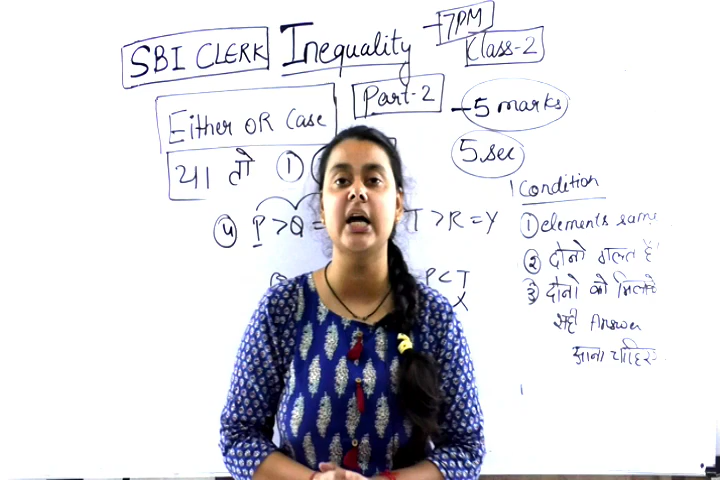 SBI CLERK Inequality - 7PM
Class-2
Part-2 - 5 marks
Either OR Case
5 sec
या तो ①
Condition
① elements same
② दोनो गलत है
③ दोनो को मिलाके
सही Answer
आना चाहिए
④ P > Q = T > R = Y
P < T
X